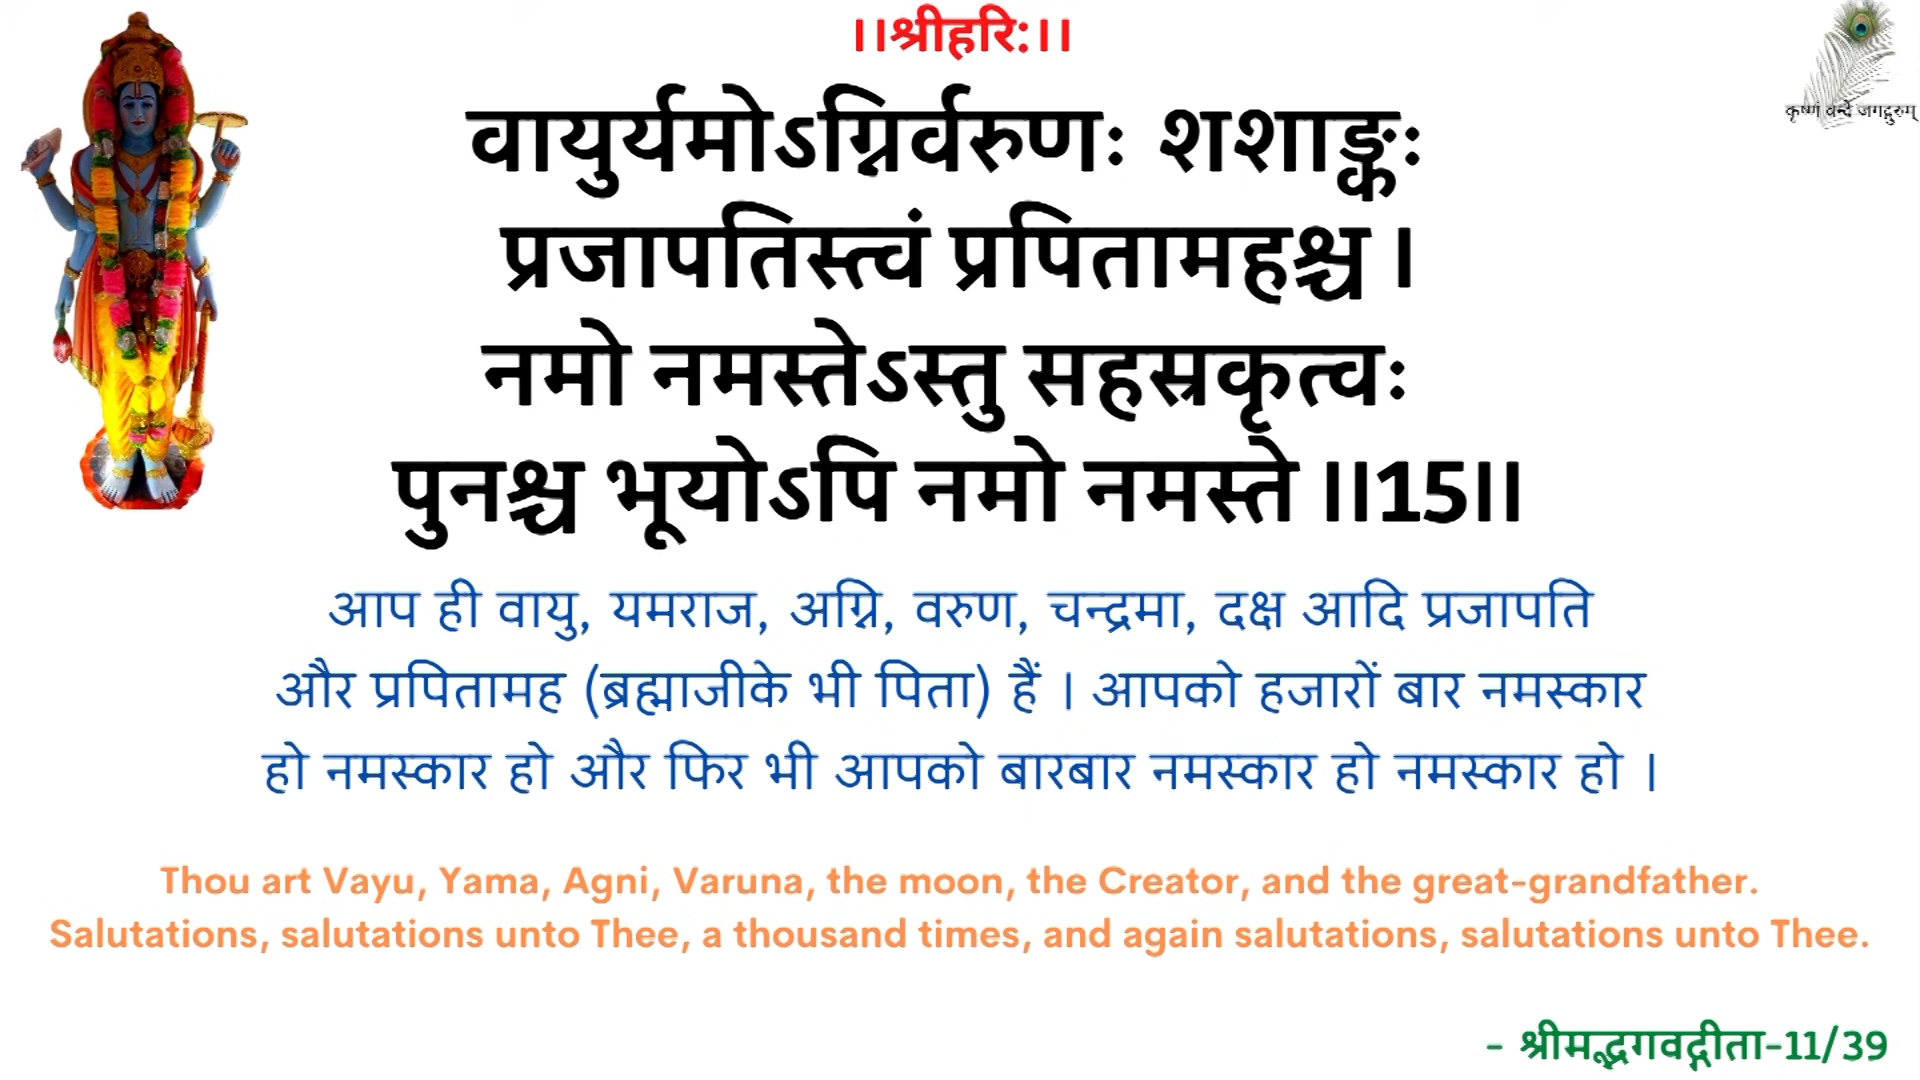 ।।श्रीहरि:।।
कृष्णं वन्दे जगद्गुरुम्
वायुर्यमोऽग्निर्वरुणः शशाङ्कः
प्रजापतिस्त्वं प्रपितामहश्च ।
नमो नमस्तेऽस्तु सहस्रकृत्वः
पुनश्च भूयोऽपि नमो नमस्ते ।।15।।
आप ही वायु, यमराज, अग्नि, वरुण, चन्द्रमा, दक्ष आदि प्रजापति
और प्रपितामह (ब्रह्माजीके भी पिता) हैं । आपको हजारों बार नमस्कार
हो नमस्कार हो और फिर भी आपको बारबार नमस्कार हो नमस्कार हो ।
Thou art Vayu, Yama, Agni, Varuna, the moon, the Creator, and the great-grandfather.
Salutations, salutations unto Thee, a thousand times, and again salutations, salutations unto Thee.
- श्रीमद्भगवद्गीता-11/39